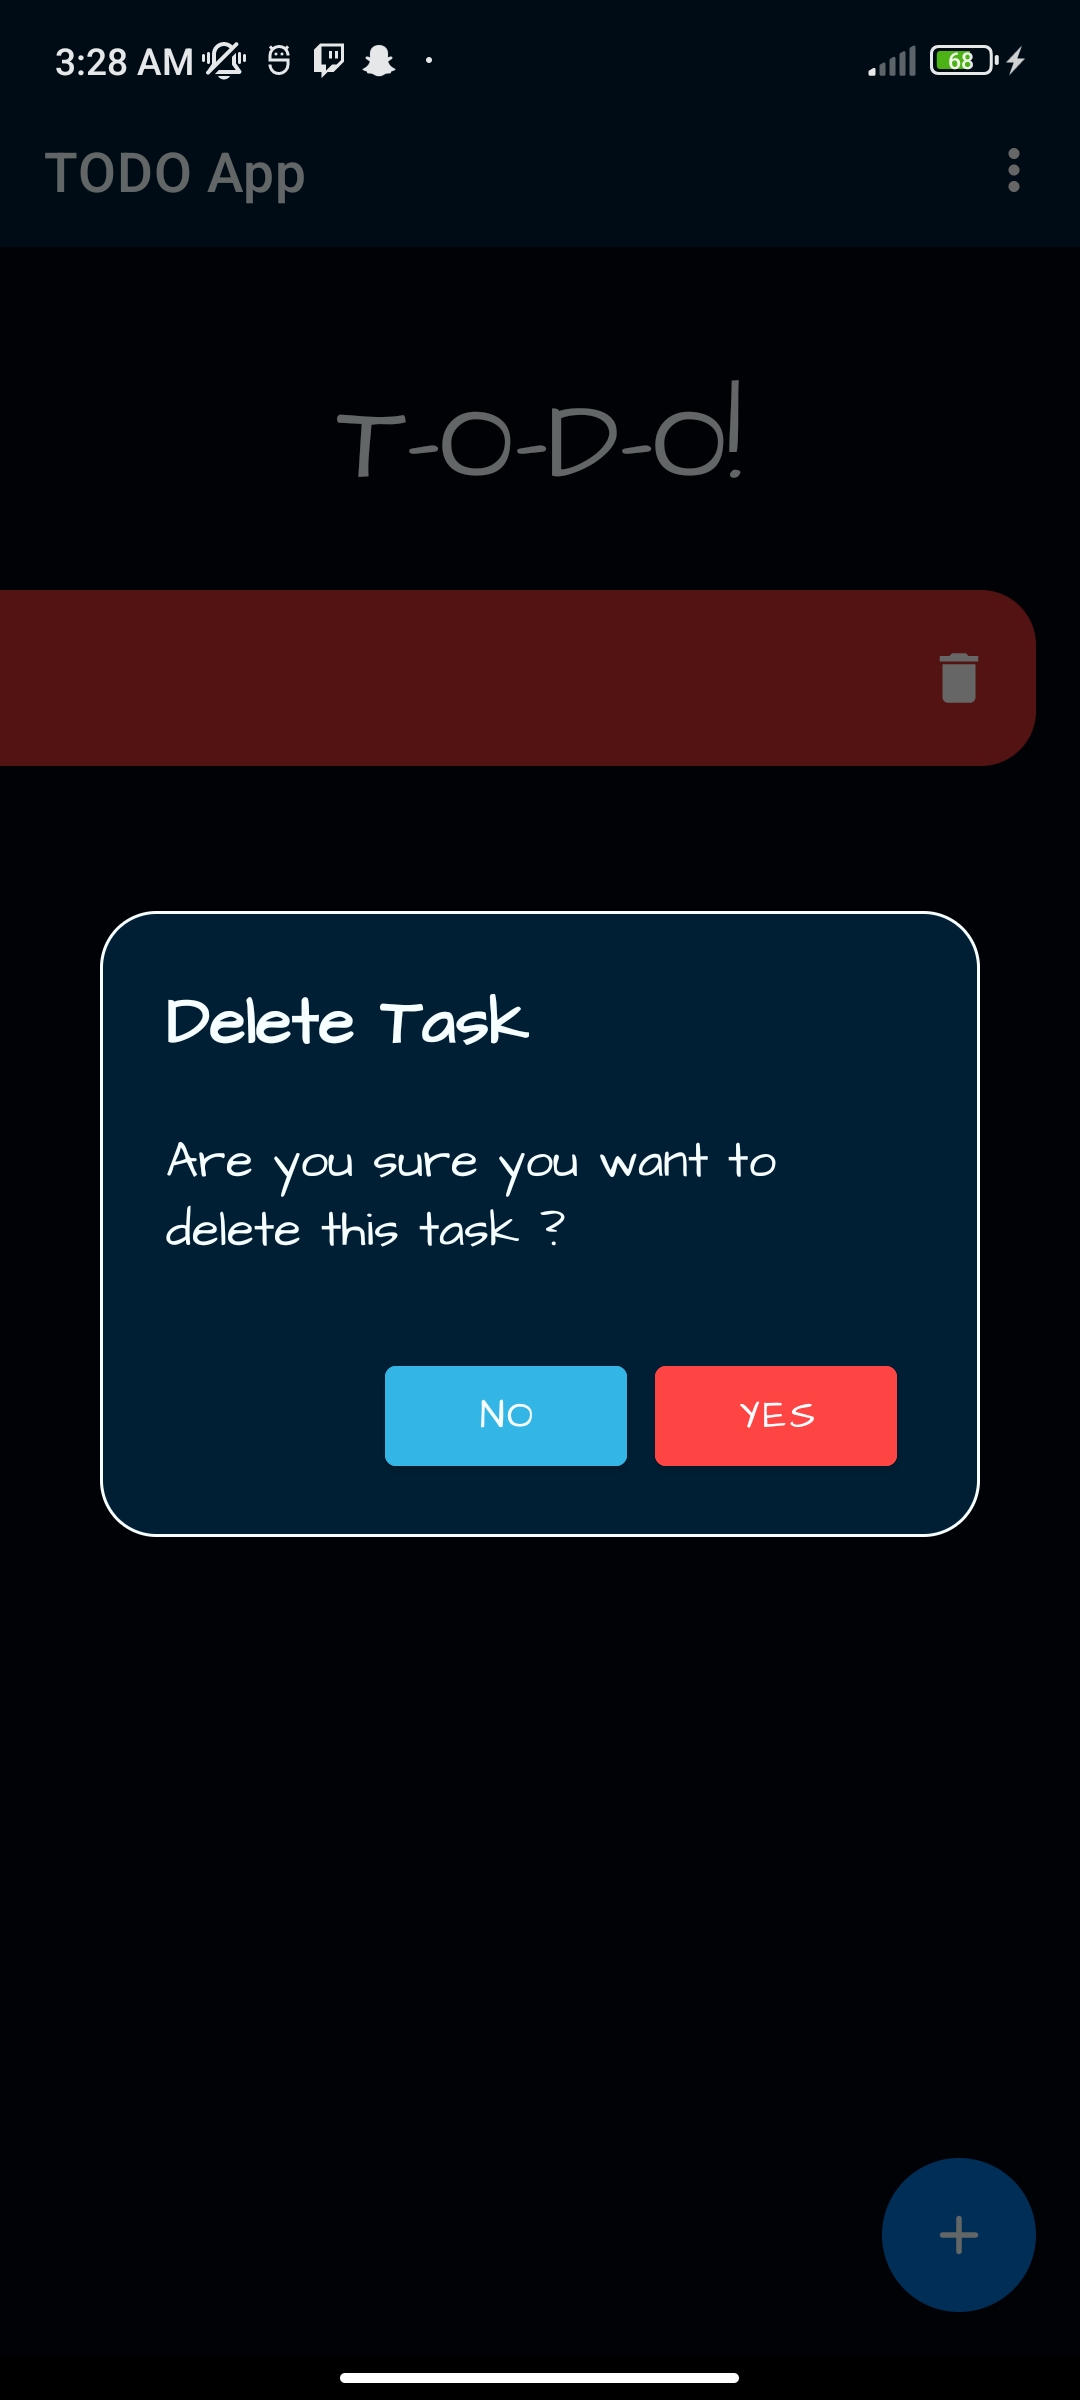 3:28 AM 68
TODO App
T-O-D-O!
Delete Task
Are you sure you want to
delete this task ?
NO YES